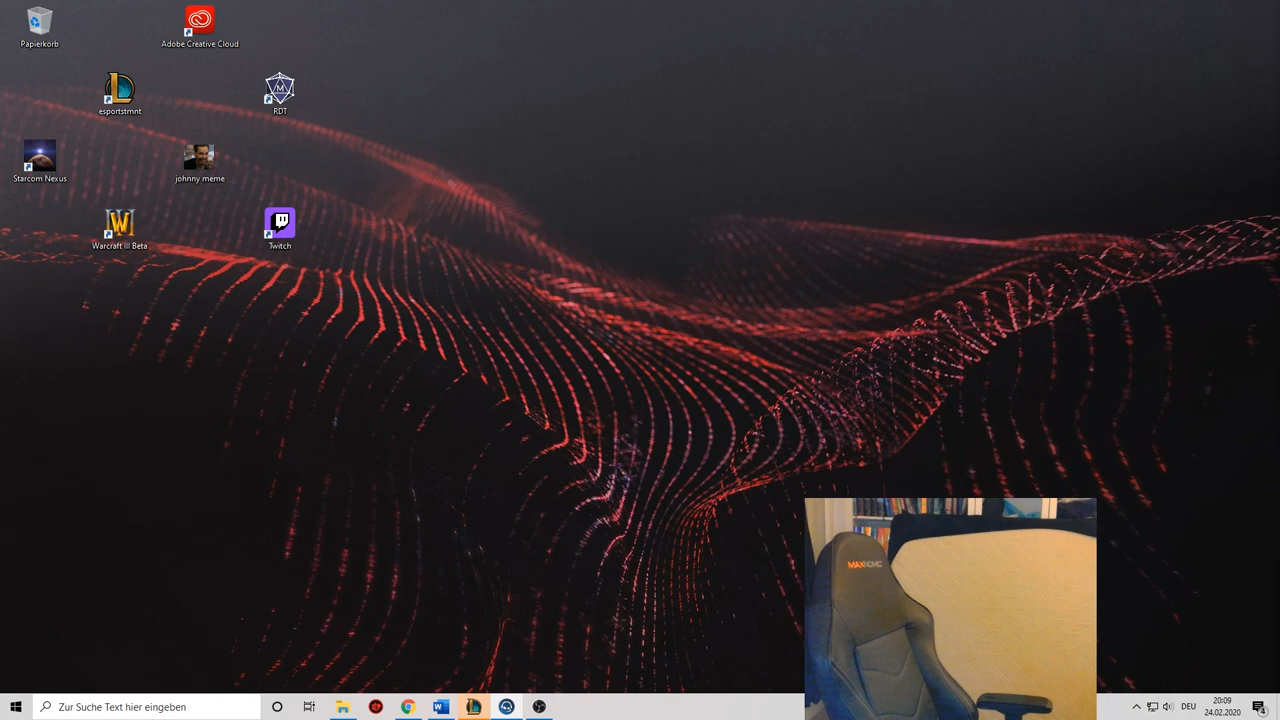 Papierkorb
Adobe Creative Cloud
esportstmnt
M
RDT
Starcom Nexus
johnny meme
Warcraft III Beta
Twitch
MAXNOMIC
Zur Suche Text hier eingeben
W
DEU
20:09
24.02.2020
4